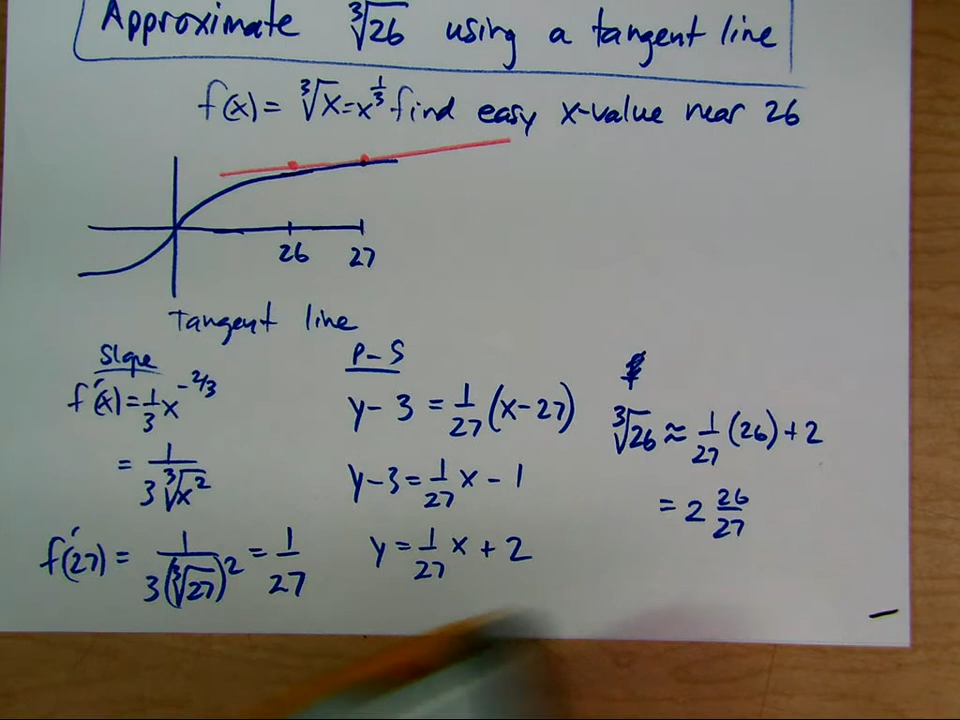 Approximate ∛26 using a tangent line
f(x) = ∛x = x^(1/3) find easy x-value near 26
26 27
Tangent line
Slope
f'(x) = 1/3 x^(-2/3)
= 1/(3∛x²)
f'(27) = 1/(3(∛27)²) = 1/27
P-S
y - 3 = 1/27 (x - 27)
y - 3 = 1/27 x - 1
y = 1/27 x + 2
∛26 ≈ 1/27 (26) + 2
= 2 26/27